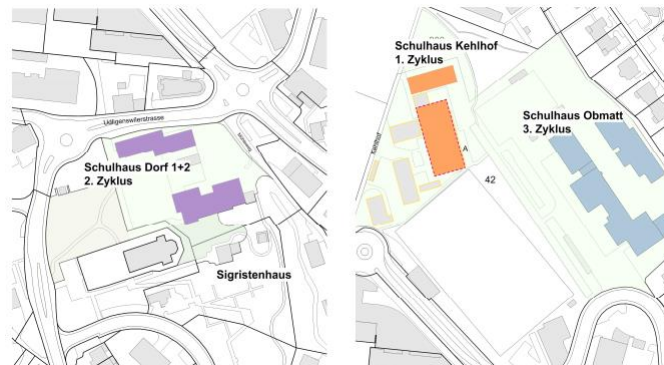 Udligenswilerstrasse
Schulhaus Dorf 1+2
2. Zyklus
Sigristenhaus
Schulhaus Kehlhof
1. Zyklus
Schulhaus Obmatt
3. Zyklus
Kehlhof
A
42